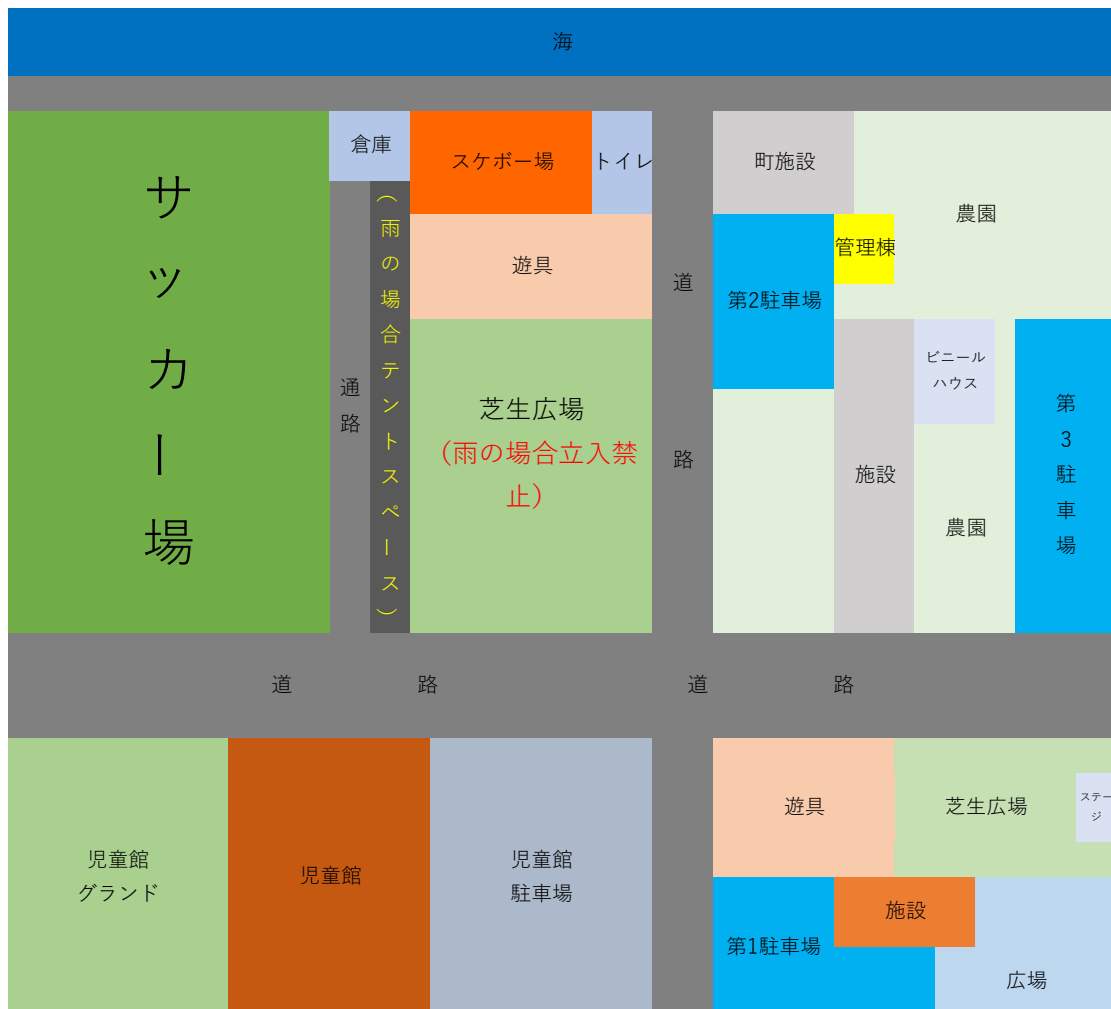 海
サッカー場
倉庫
スケボー場
トイレ
町施設
農園
(雨の場合テントスペース)
遊具
道路
管理棟
第2駐車場
通路
芝生広場
(雨の場合立入禁
止)
ビニール
ハウス
第3駐車場
施設
農園
道路
道路
児童館
グランド
児童館
児童館
駐車場
遊具
芝生広場
ステー
ジ
施設
第1駐車場
広場